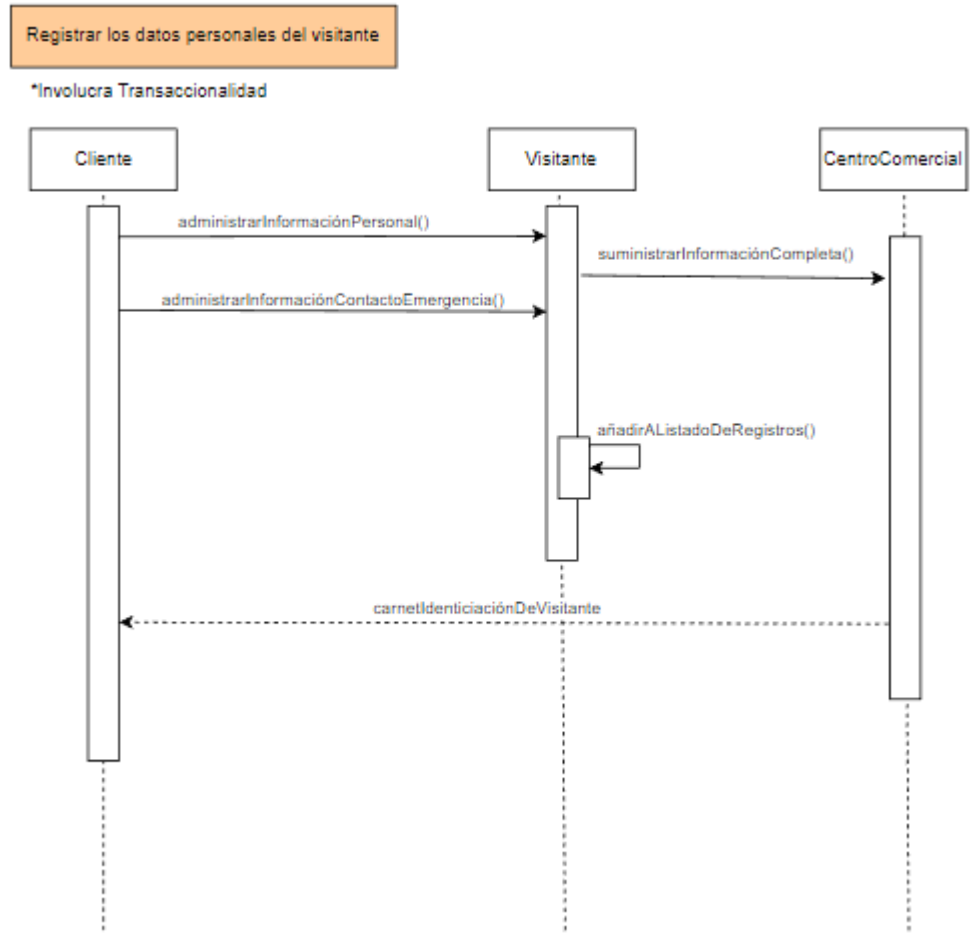 Registrar los datos personales del visitante
*Involucra Transaccionalidad
Cliente
Visitante
CentroComercial
administrarInformaciónPersonal()
suministrarInformaciónCompleta()
administrarInformaciónContactoEmergencia()
añadirAListadoDeRegistros()
carnetIdenticiaciónDeVisitante